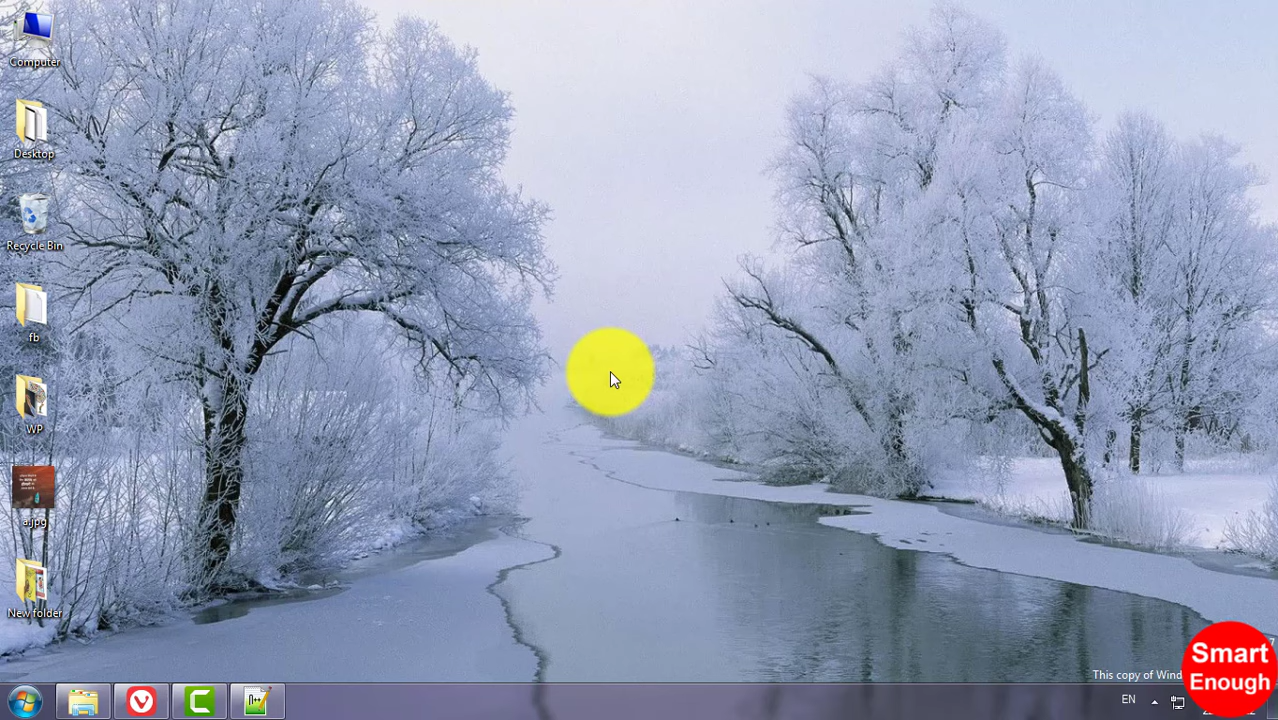 Computer
Desktop
Recycle Bin
fb
WP
a.jpg
New folder
This copy of Wind
Smart
Enough
EN